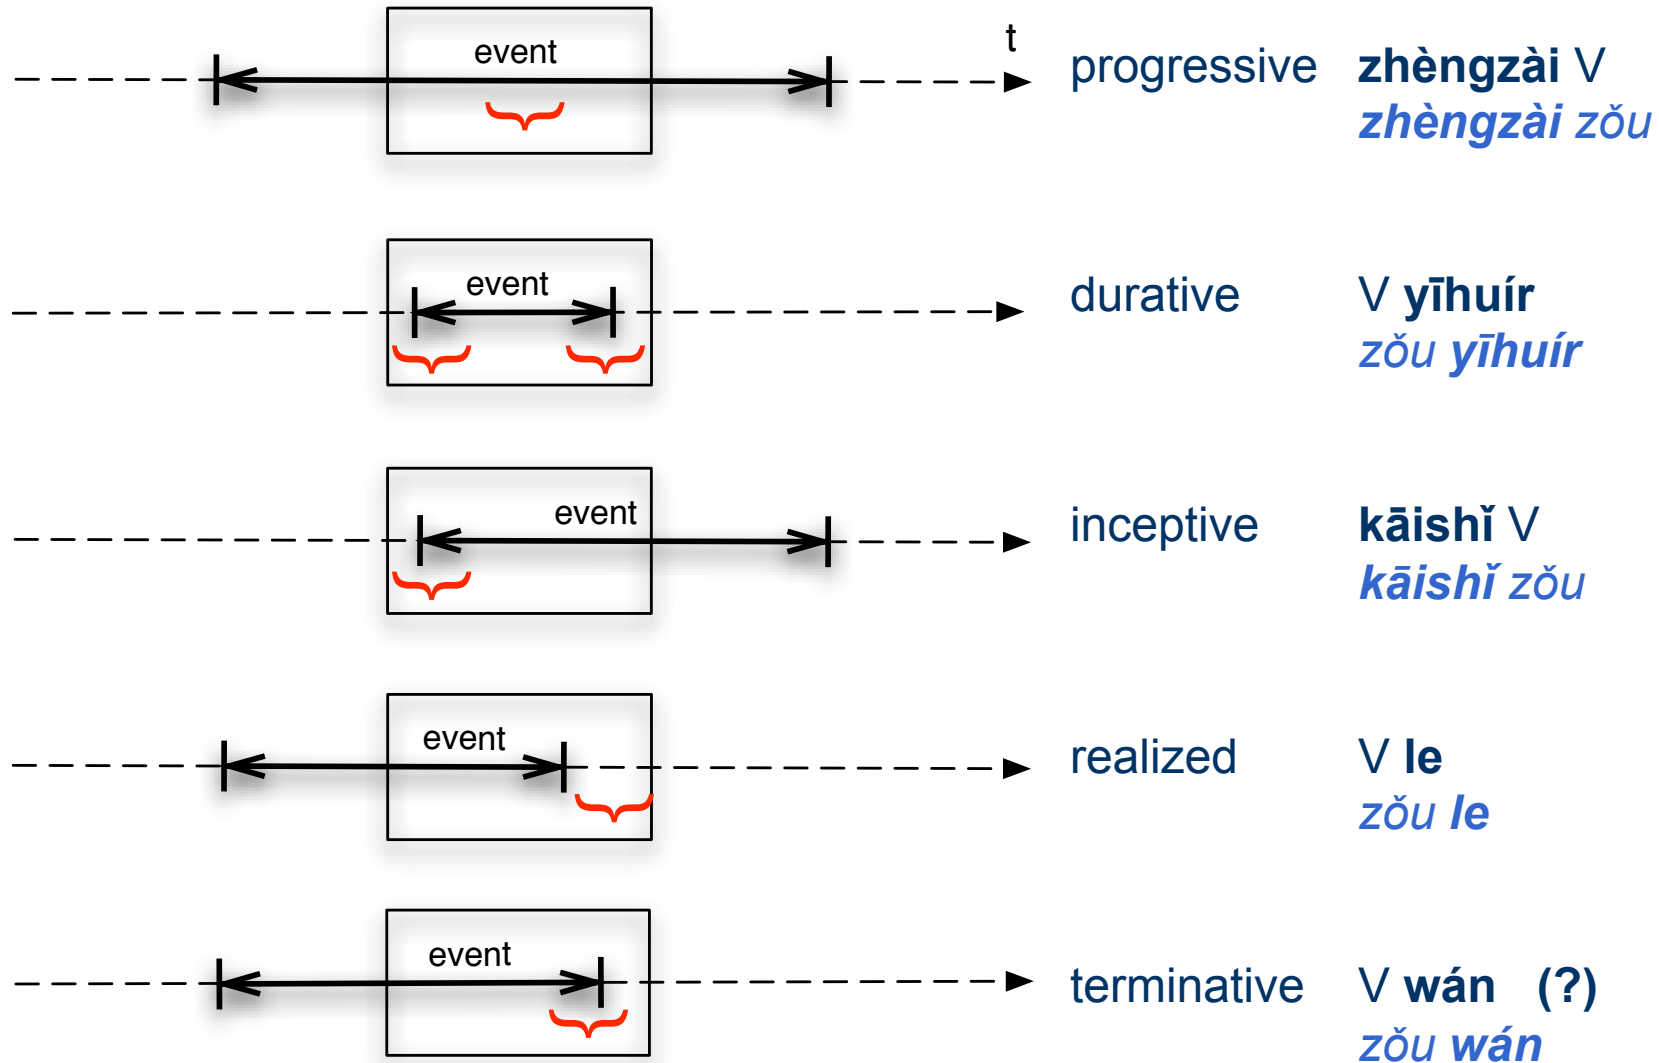 event t progressive zhèngzài V
zhèngzài zǒu
event durative V yīhuír
zǒu yīhuír
event inceptive kāishǐ V
kāishǐ zǒu
event realized V le
zǒu le
event terminative V wán (?)
zǒu wán